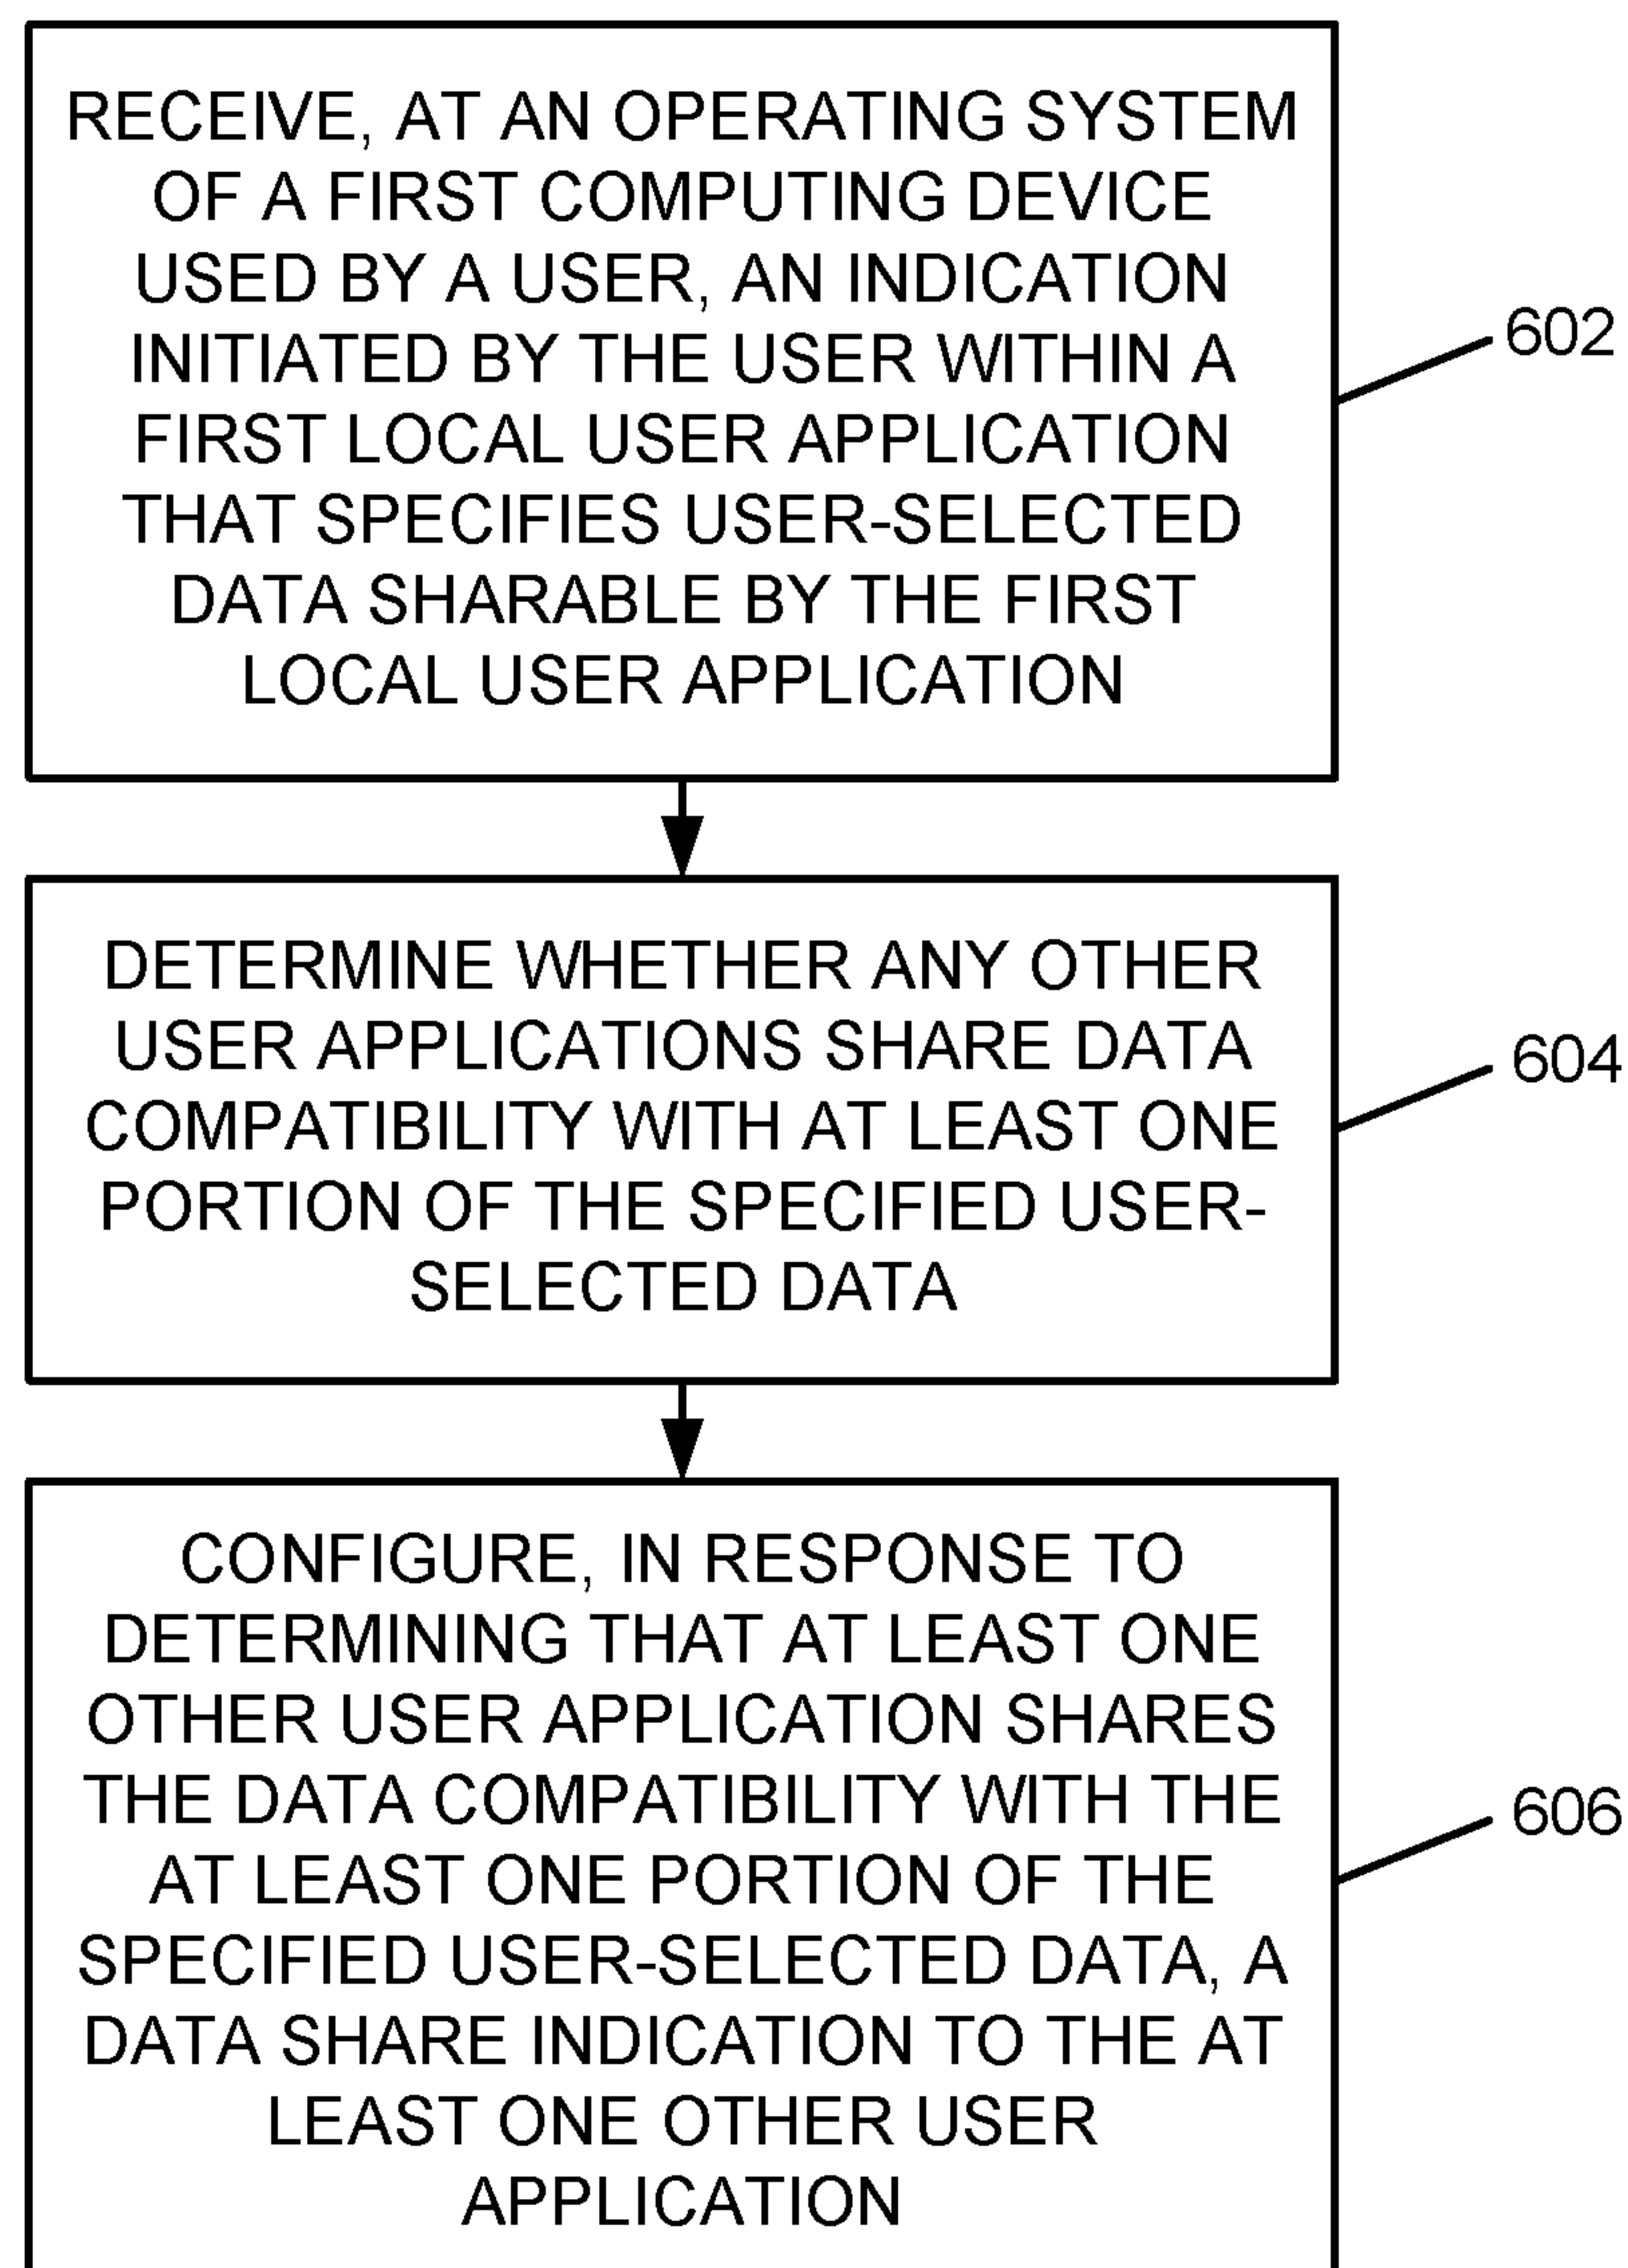 RECEIVE, AT AN OPERATING SYSTEM
OF A FIRST COMPUTING DEVICE
USED BY A USER, AN INDICATION
INITIATED BY THE USER WITHIN A
FIRST LOCAL USER APPLICATION
THAT SPECIFIES USER-SELECTED
DATA SHARABLE BY THE FIRST
LOCAL USER APPLICATION
602
DETERMINE WHETHER ANY OTHER
USER APPLICATIONS SHARE DATA
COMPATIBILITY WITH AT LEAST ONE
PORTION OF THE SPECIFIED USER-
SELECTED DATA
604
CONFIGURE, IN RESPONSE TO
DETERMINING THAT AT LEAST ONE
OTHER USER APPLICATION SHARES
THE DATA COMPATIBILITY WITH THE
AT LEAST ONE PORTION OF THE
SPECIFIED USER-SELECTED DATA, A
DATA SHARE INDICATION TO THE AT
LEAST ONE OTHER USER
APPLICATION
606